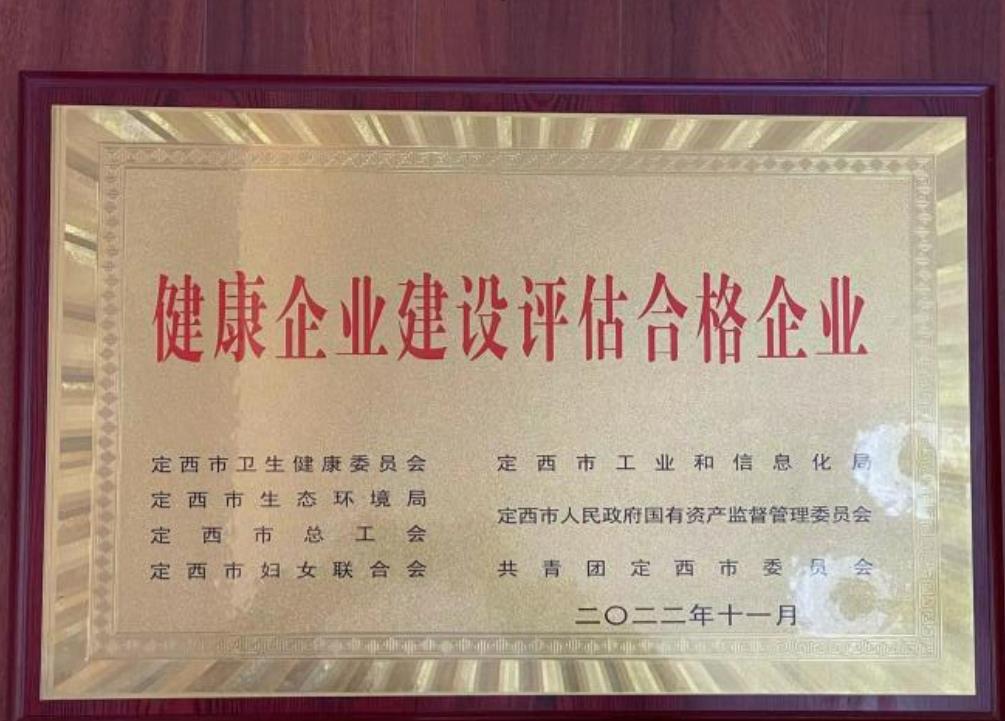 健康企业建设评估合格企业
定西市卫生健康委员会
定西市生态环境局
定西市总工会
定西市妇女联合会
定西市工业和信息化局
定西市人民政府国有资产监督管理委员会
共青团定西市委员会
二〇二二年十一月